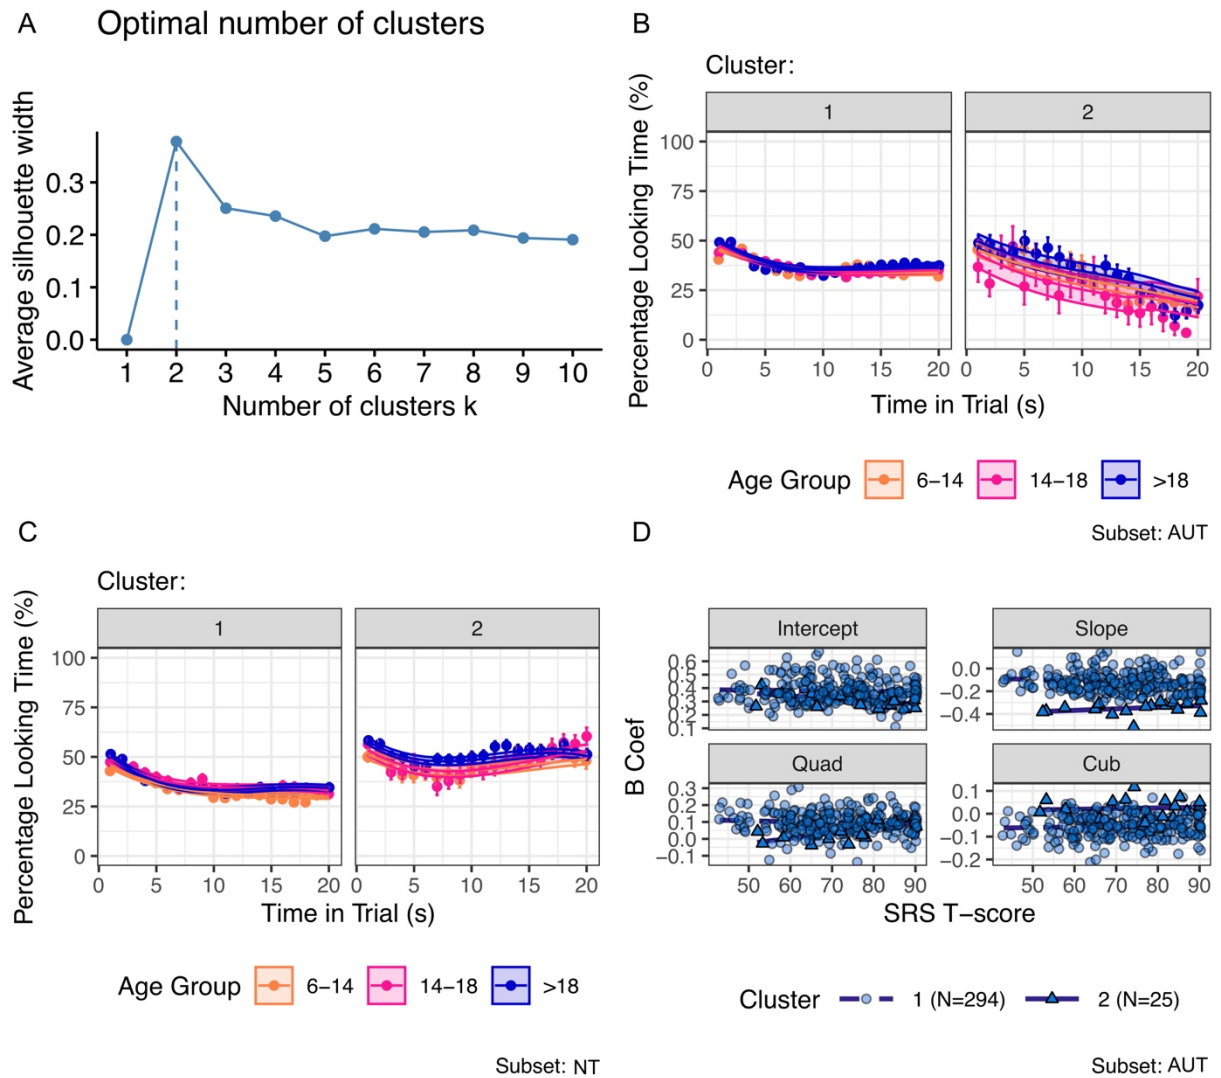 A
Optimal number of clusters
Average silhouette width
0.3
0.2
0.1
0.0
1 2 3 4 5 6 7 8 9 10
Number of clusters k
B
Cluster:
1 2
Percentage Looking Time (%)
100
75
50
25
0
0 5 10 15 20 0 5 10 15 20
Time in Trial (s)
Age Group 6−14 14−18 >18
Subset: AUT
C
Cluster:
1 2
Percentage Looking Time (%)
100
75
50
25
0
0 5 10 15 20 0 5 10 15 20
Time in Trial (s)
Age Group 6−14 14−18 >18
Subset: NT
D
Intercept Slope
B Coef
0.6
0.5
0.4
0.3
0.2
0.1
0.0
−0.2
−0.4
Quad Cub
0.3
0.2
0.1
0.0
−0.1
0.1
0.0
−0.1
−0.2
50 60 70 80 90 50 60 70 80 90
SRS T−score
Cluster 1 (N=294) 2 (N=25)
Subset: AUT